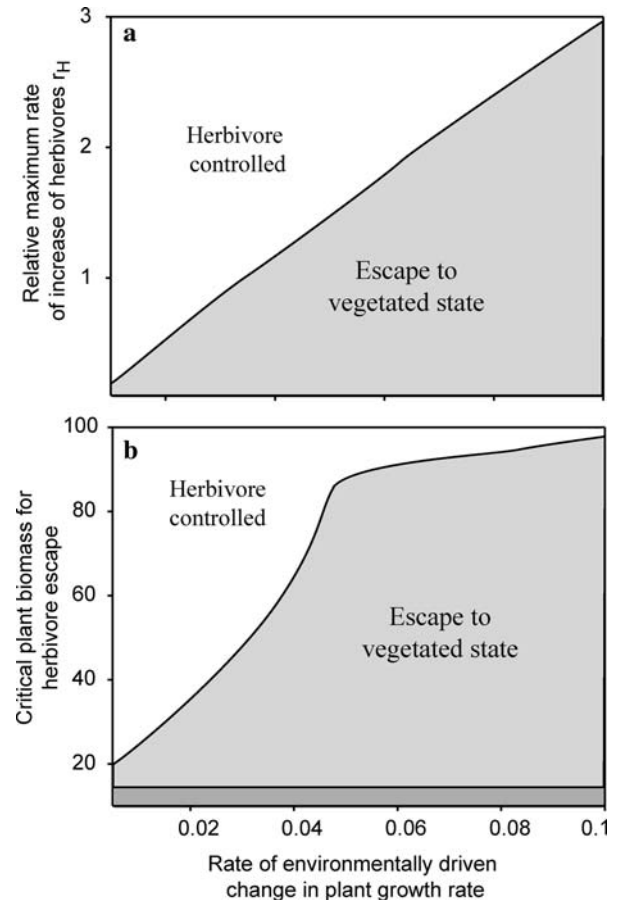 a
3
2
1
Relative maximum rate
of increase of herbivores rH
Herbivore
controlled
Escape to
vegetated state
b
100
80
60
40
20
Critical plant biomass for
herbivore escape
Herbivore
controlled
Escape to
vegetated state
0.02 0.04 0.06 0.08 0.1
Rate of environmentally driven
change in plant growth rate